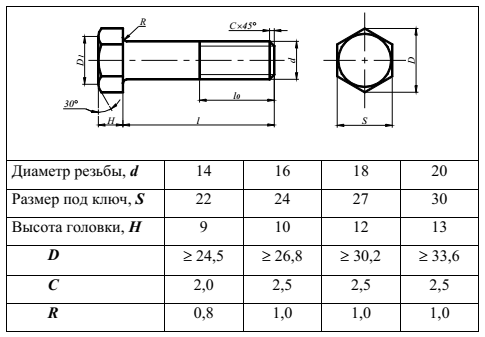 R
C×45°
D1
d
D
30°
l0
H
l
S
Диаметр резьбы, d 14 16 18 20
Размер под ключ, S 22 24 27 30
Высота головки, H 9 10 12 13
D ≥ 24,5 ≥ 26,8 ≥ 30,2 ≥ 33,6
C 2,0 2,5 2,5 2,5
R 0,8 1,0 1,0 1,0